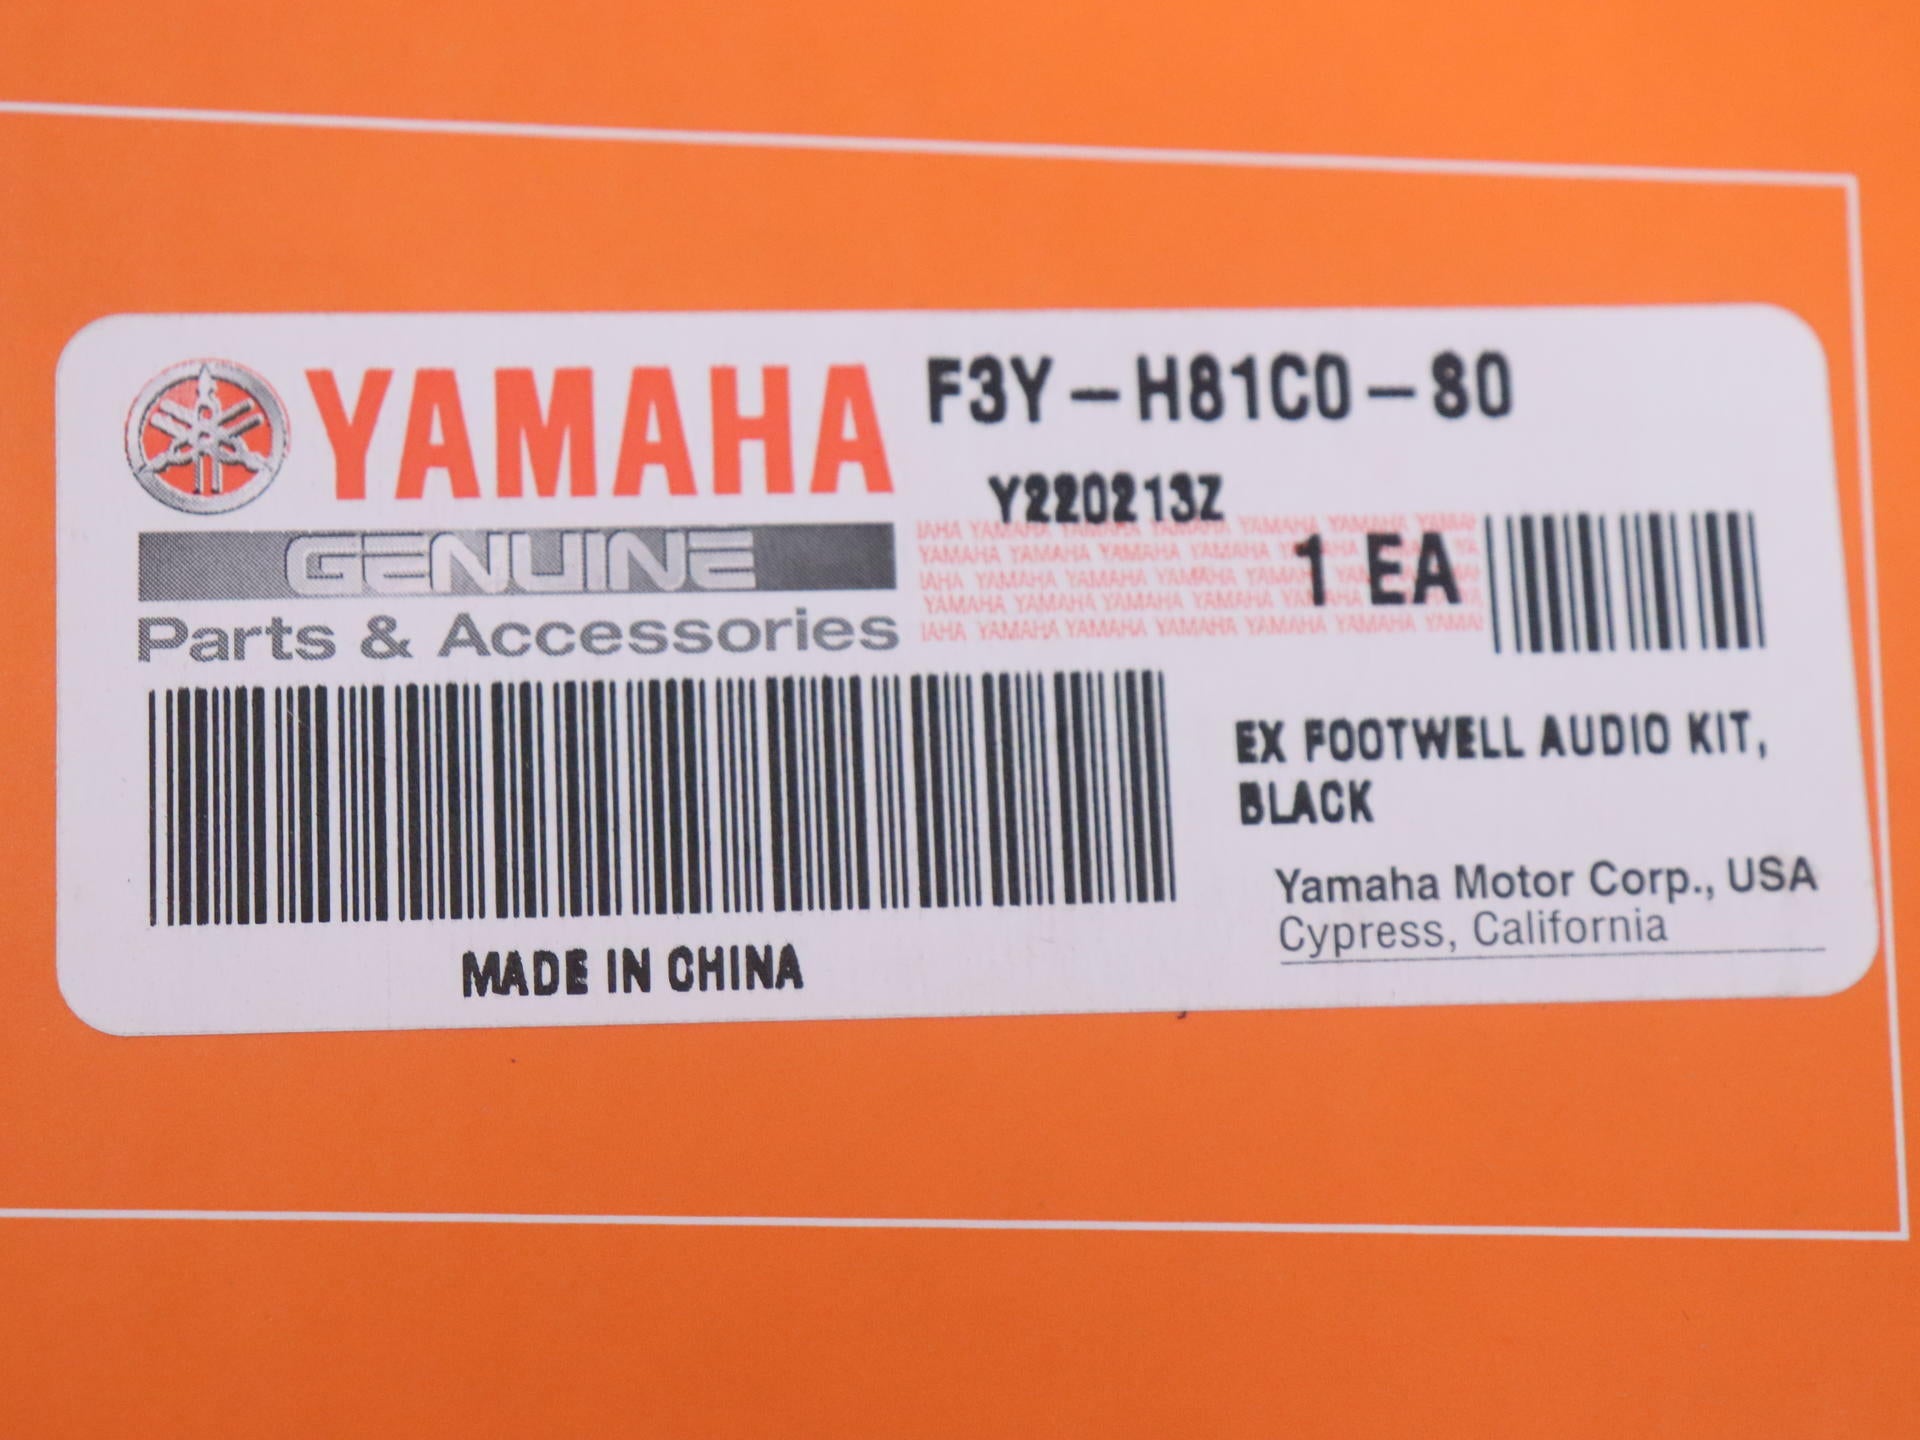 YAMAHA
F3Y-H81C0-80
Y220213Z
GENUINE
1 EA
Parts & Accessories
EX FOOTWELL AUDIO KIT,
BLACK
Yamaha Motor Corp., USA
Cypress, California
MADE IN CHINA